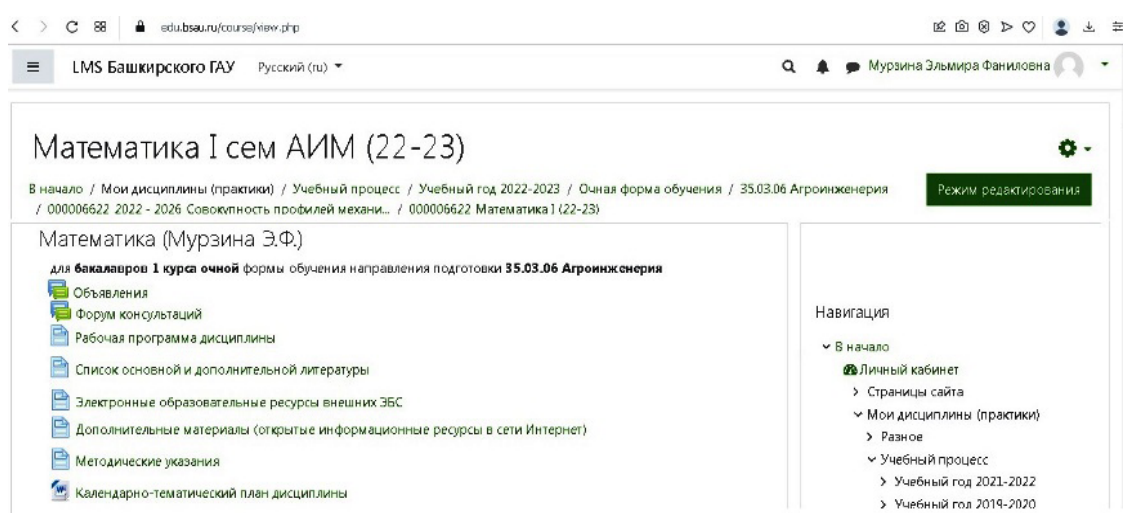 edu.bsau.ru/course/view.php
LMS Башкирского ГАУ Русский (ru) Мурзина Эльмира Фаниловна
Математика I сем АИМ (22-23)
В начало / Мои дисциплины (практики) / Учебный процесс / Учебный год 2022-2023 / Очная форма обучения / 35.03.06 Агроинженерия
/ 000006622 2022 - 2026 Совокупность профилей механи... / 000006622 Математика I (22-23)
Режим редактирования
Математика (Мурзина Э.Ф.)
для бакалавров 1 курса очной формы обучения направления подготовки 35.03.06 Агроинженерия
Объявления
Форум консультаций
Рабочая программа дисциплины
Список основной и дополнительной литературы
Электронные образовательные ресурсы внешних ЭБС
Дополнительные материалы (открытые информационные ресурсы в сети Интернет)
Методические указания
Календарно-тематический план дисциплины
Навигация
В начало
Личный кабинет
Страницы сайта
Мои дисциплины (практики)
Разное
Учебный процесс
Учебный год 2021-2022
Учебный год 2019-2020